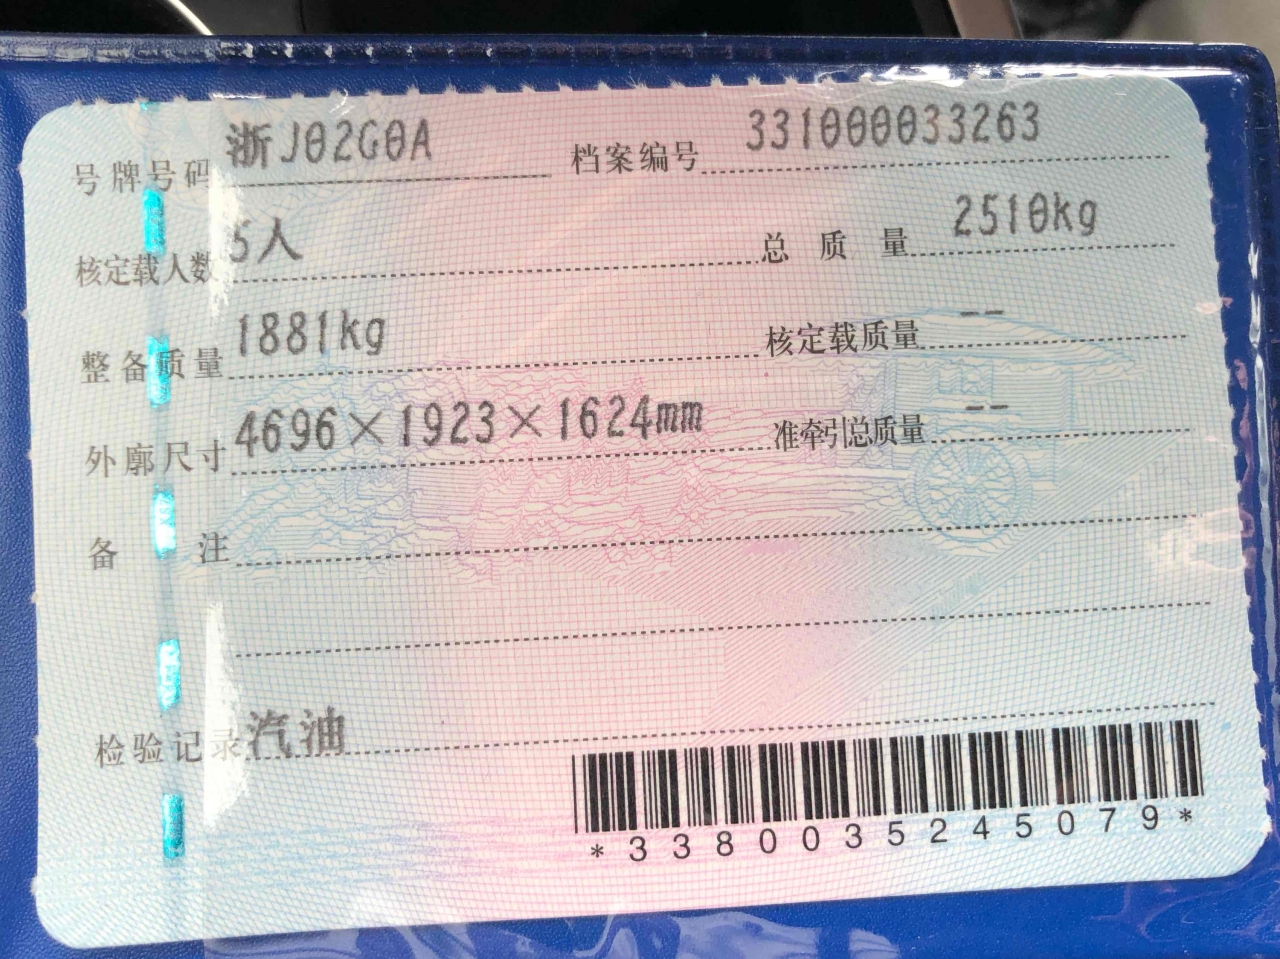 号牌号码 浙J02G0A 档案编号 331000033263
核定载人数 5人 总质量 2510kg
整备质量 1881kg 核定载质量 --
外廓尺寸 4696×1923×1624mm 准牵引总质量 --
备注
检验记录 汽油
*3380035245079*